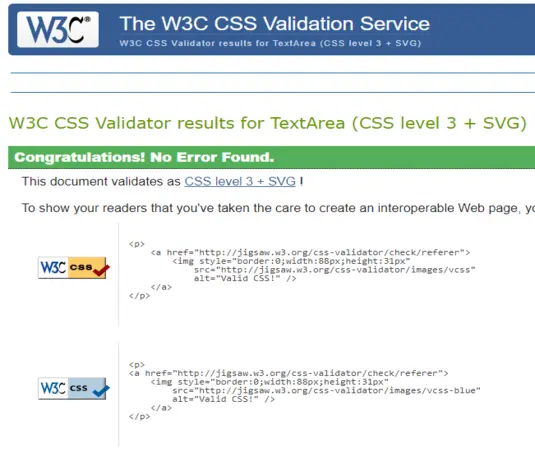 W3C® The W3C CSS Validation Service
W3C CSS Validator results for TextArea (CSS level 3 + SVG)
W3C CSS Validator results for TextArea (CSS level 3 + SVG)
Congratulations! No Error Found.
This document validates as CSS level 3 + SVG !
To show your readers that you've taken the care to create an interoperable Web page, yo
<p>
<a href="http://jigsaw.w3.org/css-validator/check/referer">
<img style="border:0;width:88px;height:31px"
src="http://jigsaw.w3.org/css-validator/images/vcss"
alt="Valid CSS!" />
</a>
</p>
W3C css
<p>
<a href="http://jigsaw.w3.org/css-validator/check/referer">
<img style="border:0;width:88px;height:31px"
src="http://jigsaw.w3.org/css-validator/images/vcss-blue"
alt="Valid CSS!" />
</a>
</p>
W3C css